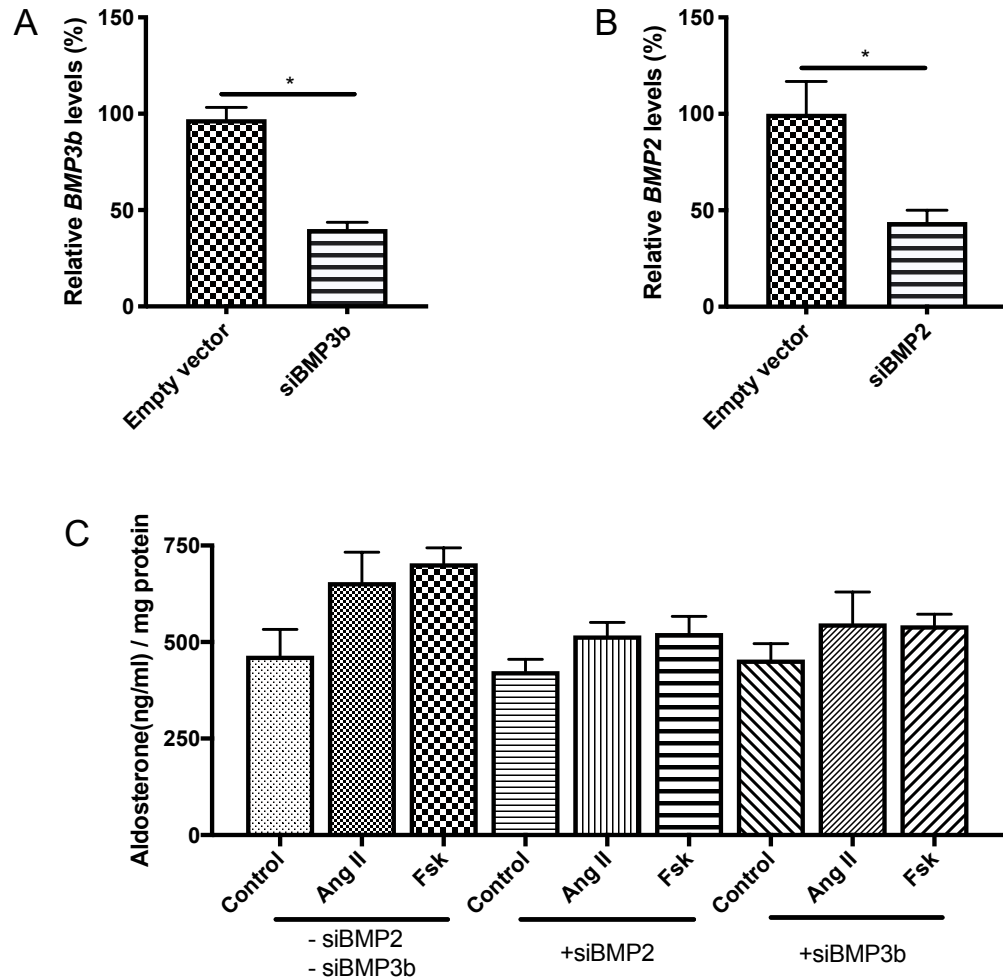 A
Relative BMP3b levels (%)
150
100
50
0
*
Empty vector
siBMP3b
B
Relative BMP2 levels (%)
150
100
50
0
*
Empty vector
siBMP2
C
Aldosterone(ng/ml) / mg protein
750
500
250
0
Control
Ang II
Fsk
Control
Ang II
Fsk
Control
Ang II
Fsk
- siBMP2
- siBMP3b
+siBMP2
+siBMP3b